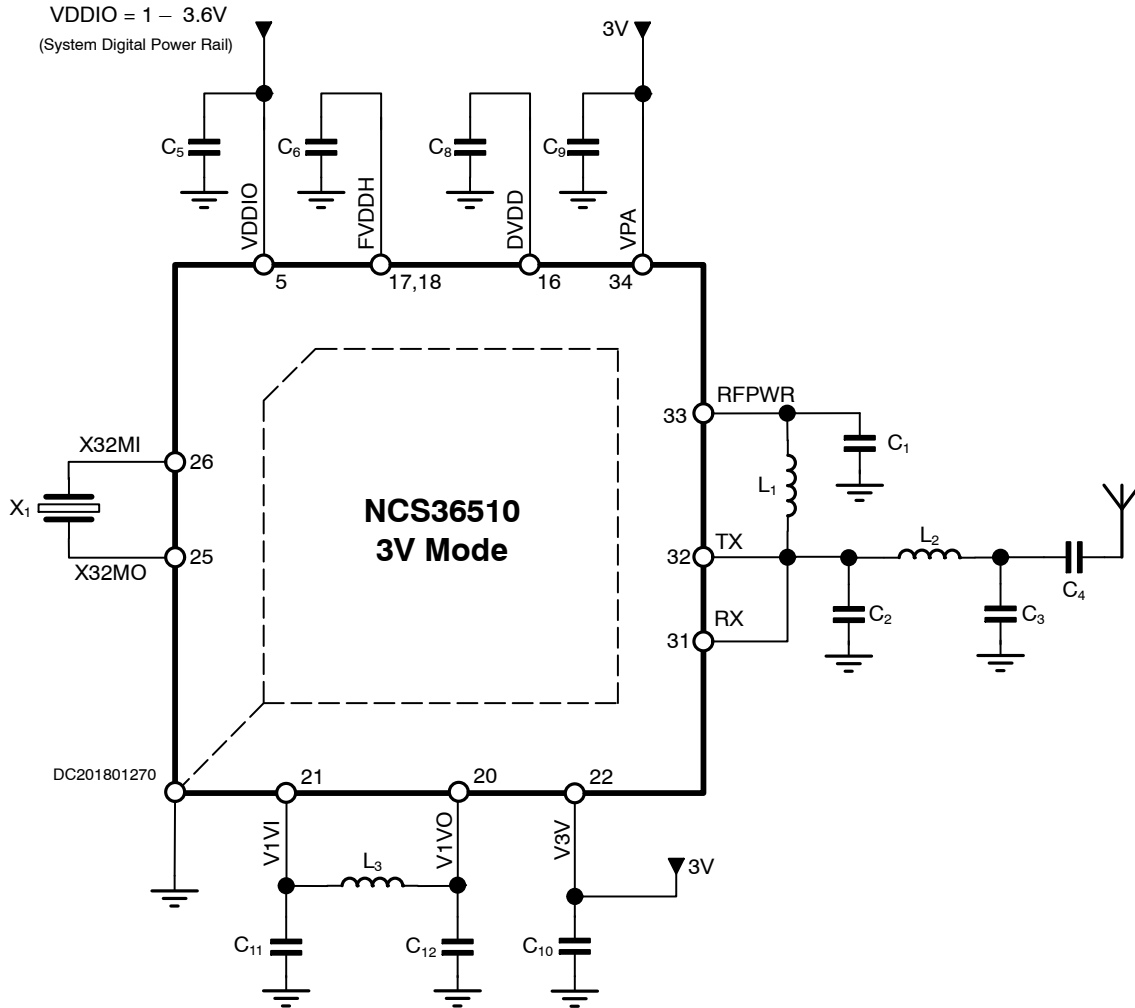 VDDIO = 1 – 3.6V
(System Digital Power Rail)
3V
C5
C6
C8
C9
VDDIO
FVDDH
DVDD
VPA
5
17,18
16
34
RFPWR
33
C1
L1
X32MI
26
X1
25
X32MO
NCS36510
3V Mode
TX
32
L2
C4
C2
C3
RX
31
DC201801270
21
20
22
V1VI
V1VO
V3V
L3
3V
C11
C12
C10